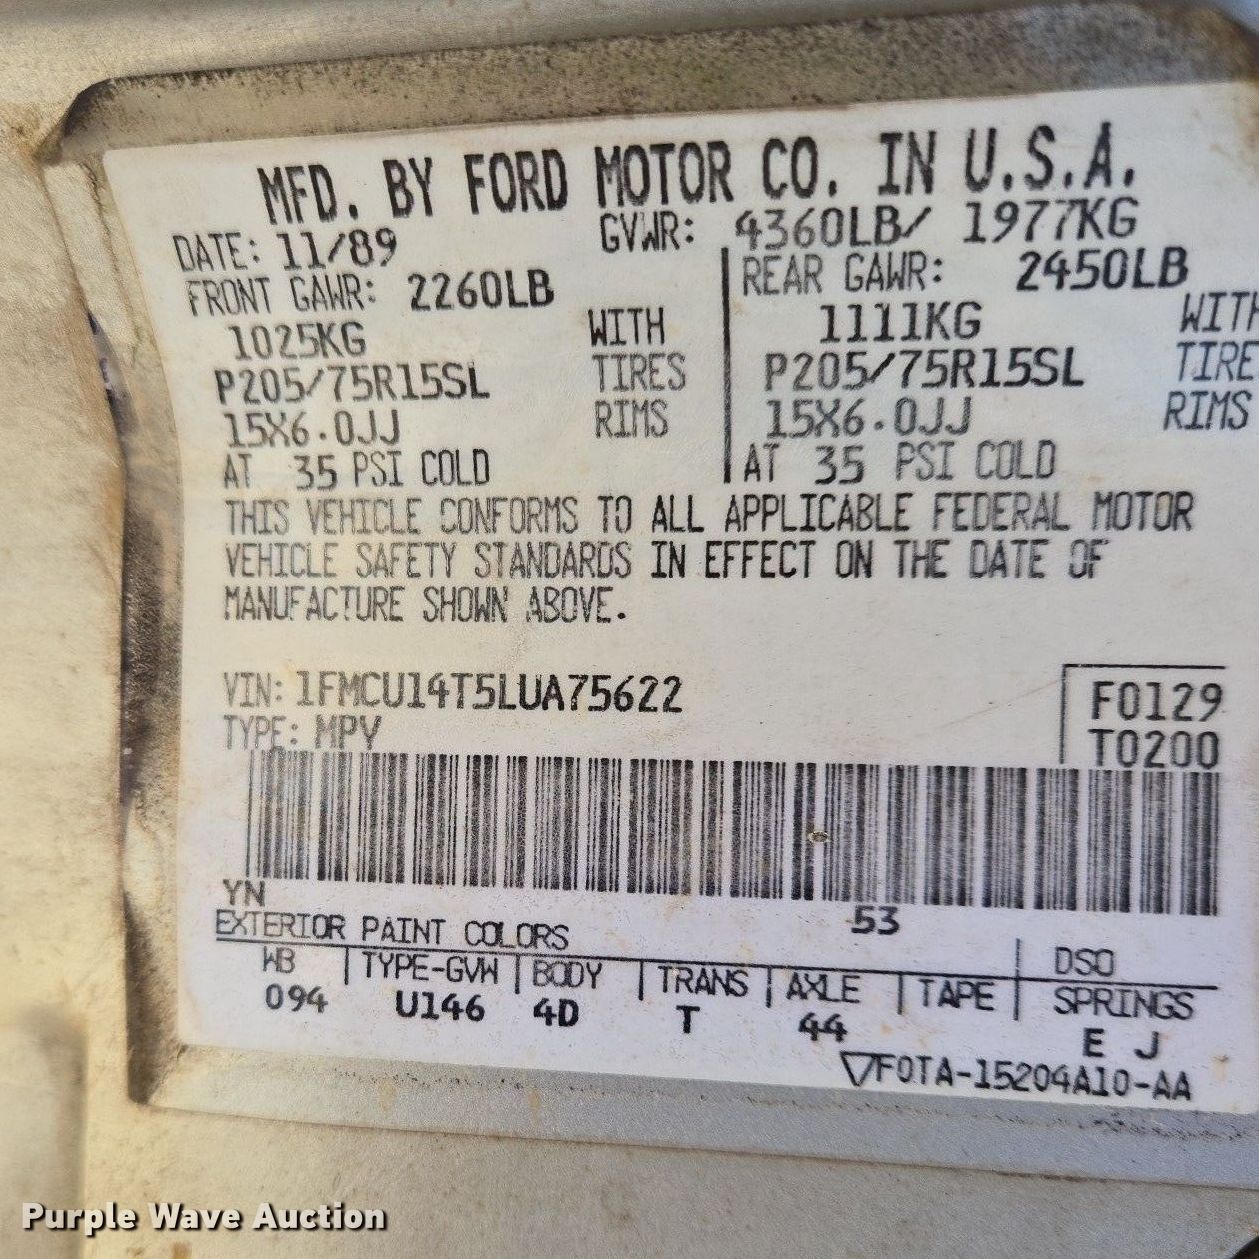 MFD. BY FORD MOTOR CO. IN U.S.A.
DATE: 11/89 GVWR: 4360LB/ 1977KG
FRONT GAWR: 2260LB REAR GAWR: 2450LB
1025KG WITH 1111KG WITH
P205/75R15SL TIRES P205/75R15SL TIRE
15X6.0JJ RIMS 15X6.0JJ RIMS
AT 35 PSI COLD AT 35 PSI COLD
THIS VEHICLE CONFORMS TO ALL APPLICABLE FEDERAL MOTOR
VEHICLE SAFETY STANDARDS IN EFFECT ON THE DATE OF
MANUFACTURE SHOWN ABOVE.
VIN: 1FMCU14T5LUA75622 F0129
TYPE: MPV T0200
YN 53
EXTERIOR PAINT COLORS DSO
WB TYPE-GVW BODY TRANS AXLE TAPE SPRINGS
094 U146 4D T 44 E J
▽F0TA-15204A10-AA
Purple Wave Auction